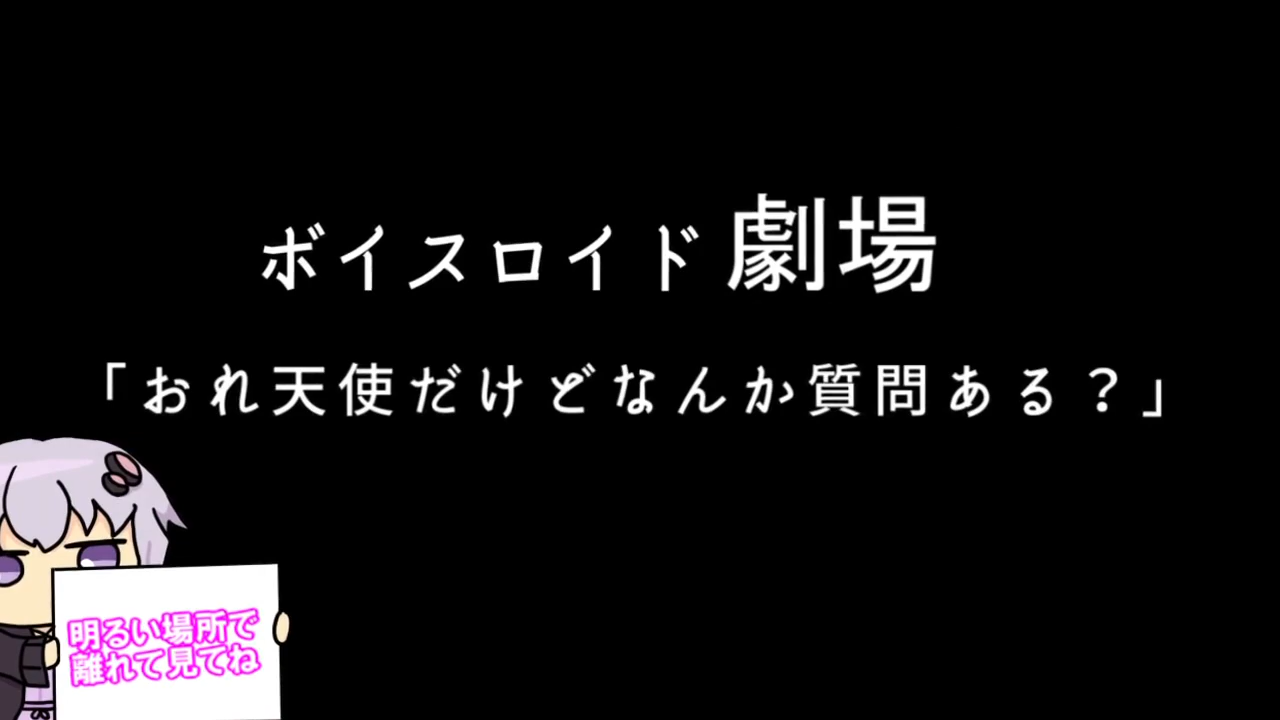 ボイスロイド劇場
「おれ天使だけどなんか質問ある？」
明るい場所で
離れて見てね